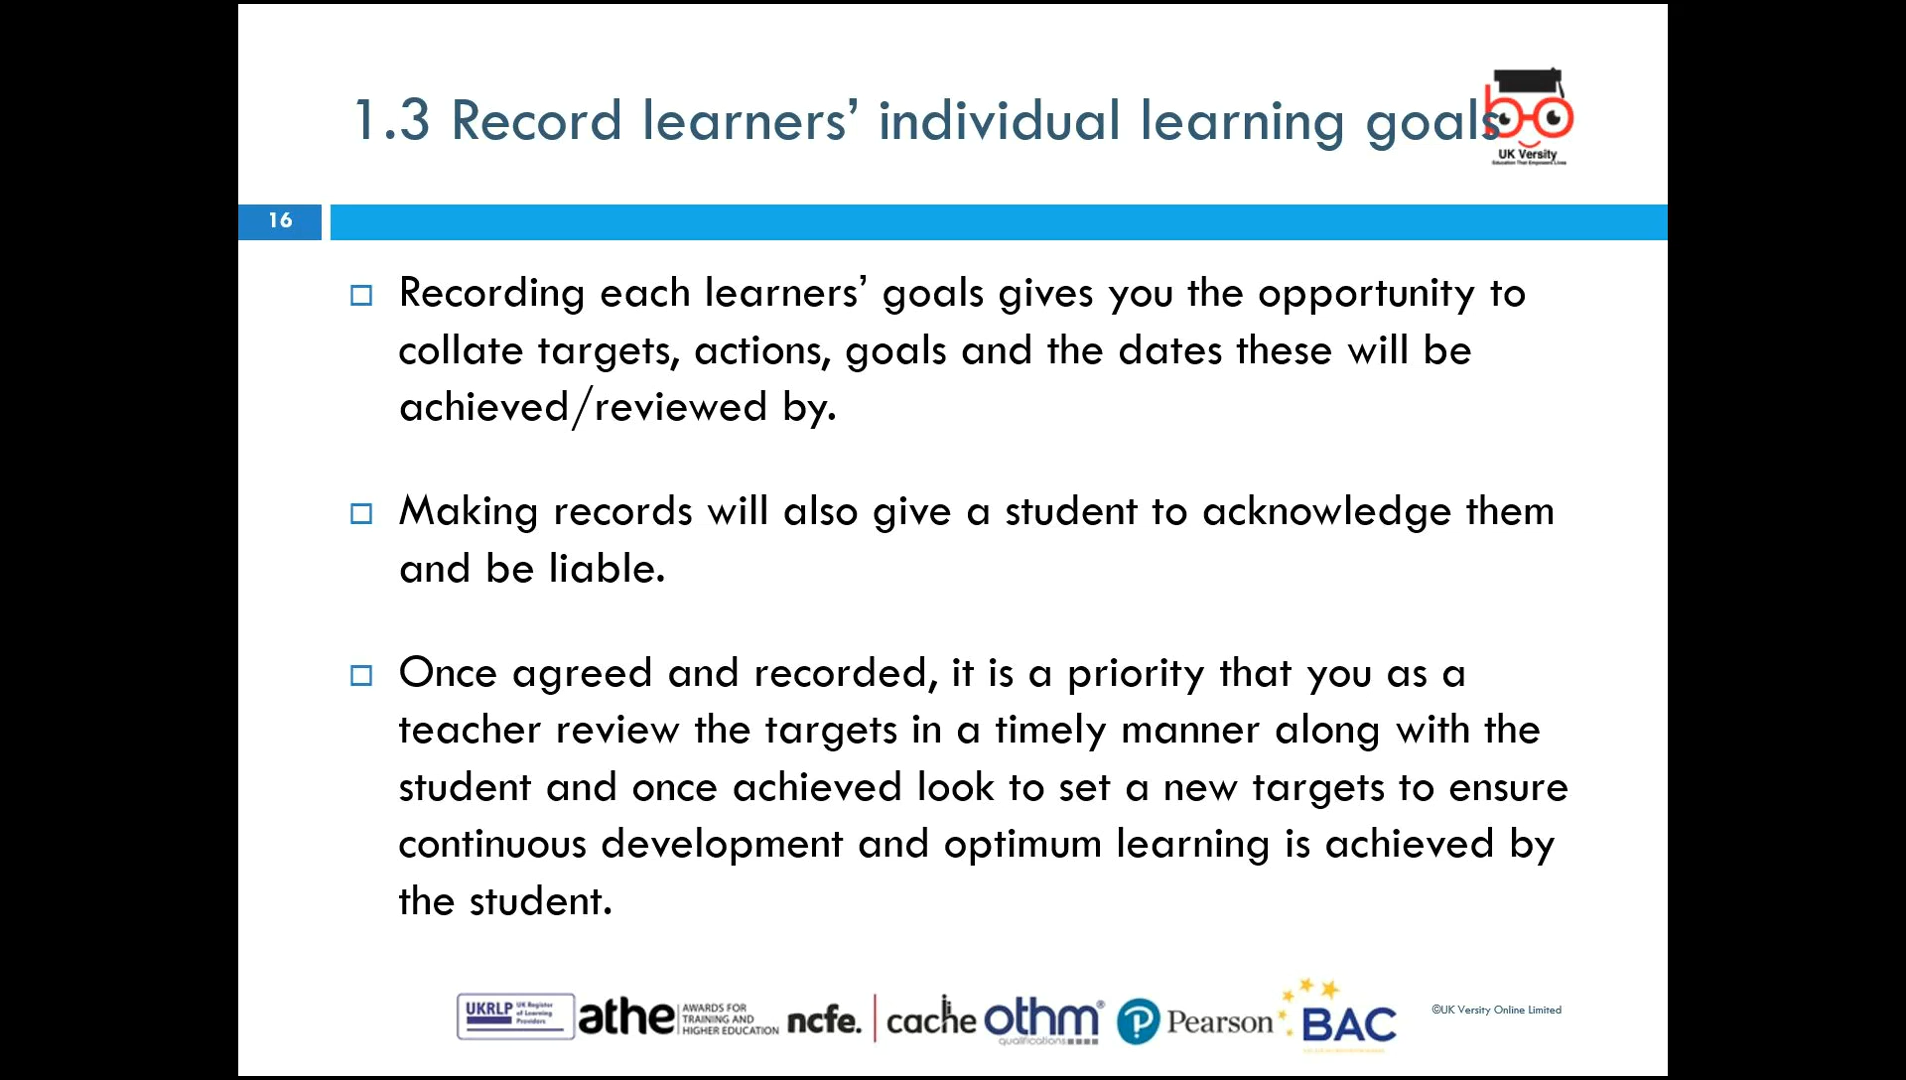 1.3 Record learners’ individual learning goals
UK Versity
Education That Empowers Lives
16
Recording each learners’ goals gives you the opportunity to
collate targets, actions, goals and the dates these will be
achieved/reviewed by.
Making records will also give a student to acknowledge them
and be liable.
Once agreed and recorded, it is a priority that you as a
teacher review the targets in a timely manner along with the
student and once achieved look to set a new targets to ensure
continuous development and optimum learning is achieved by
the student.
UKRLP
UK Register
of Learning
Providers
athe
AWARDS FOR
TRAINING AND
HIGHER EDUCATION
ncfe.
cache
othm®
qualifications
P
Pearson
BAC
©UK Versity Online Limited